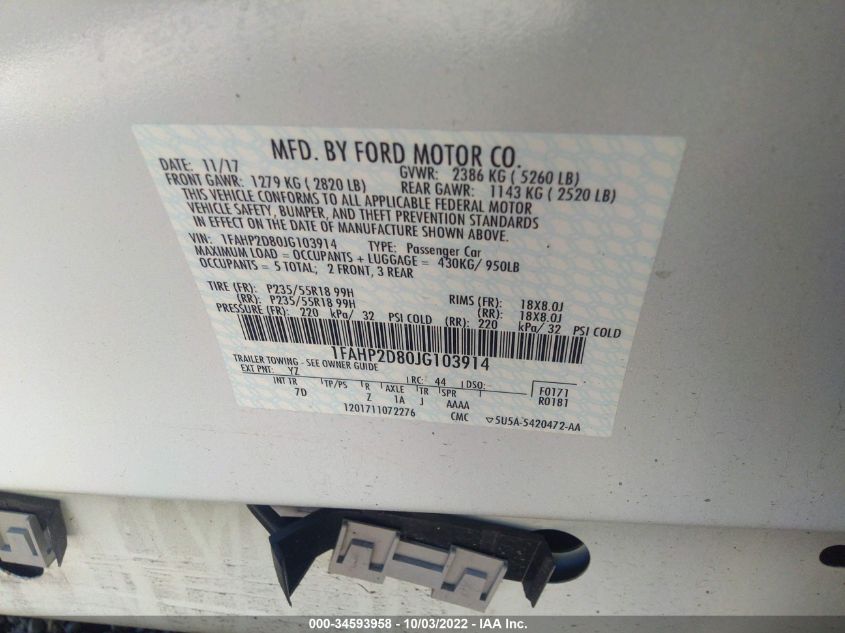 MFD. BY FORD MOTOR CO.
DATE: 11/17 GVWR: 2386 KG ( 5260 LB)
FRONT GAWR: 1279 KG ( 2820 LB) REAR GAWR: 1143 KG ( 2520 LB)
THIS VEHICLE CONFORMS TO ALL APPLICABLE FEDERAL MOTOR
VEHICLE SAFETY, BUMPER, AND THEFT PREVENTION STANDARDS
IN EFFECT ON THE DATE OF MANUFACTURE SHOWN ABOVE.
VIN: 1FAHP2D80JG103914 TYPE: Passenger Car
MAXIMUM LOAD = OCCUPANTS + LUGGAGE = 430KG/ 950LB
OCCUPANTS = 5 TOTAL; 2 FRONT, 3 REAR
TIRE (FR): P235/55R18 99H RIMS (FR): 18X8.0J
(RR): P235/55R18 99H (RR): 18X8.0J
PRESSURE (FR): 220 kPa/ 32 PSI COLD (RR): 220 kPa/ 32 PSI COLD
1FAHP2D80JG103914
TRAILER TOWING - SEE OWNER GUIDE
EXT PNT: YZ RC: 44 DSO: F0171
INT TR TP/PS R AXLE TR SPR R0181
7D Z 1A J AAAA
1201711072276 CMC ▽5U5A-5420472-AA
000-34593958 - 10/03/2022 - IAA Inc.